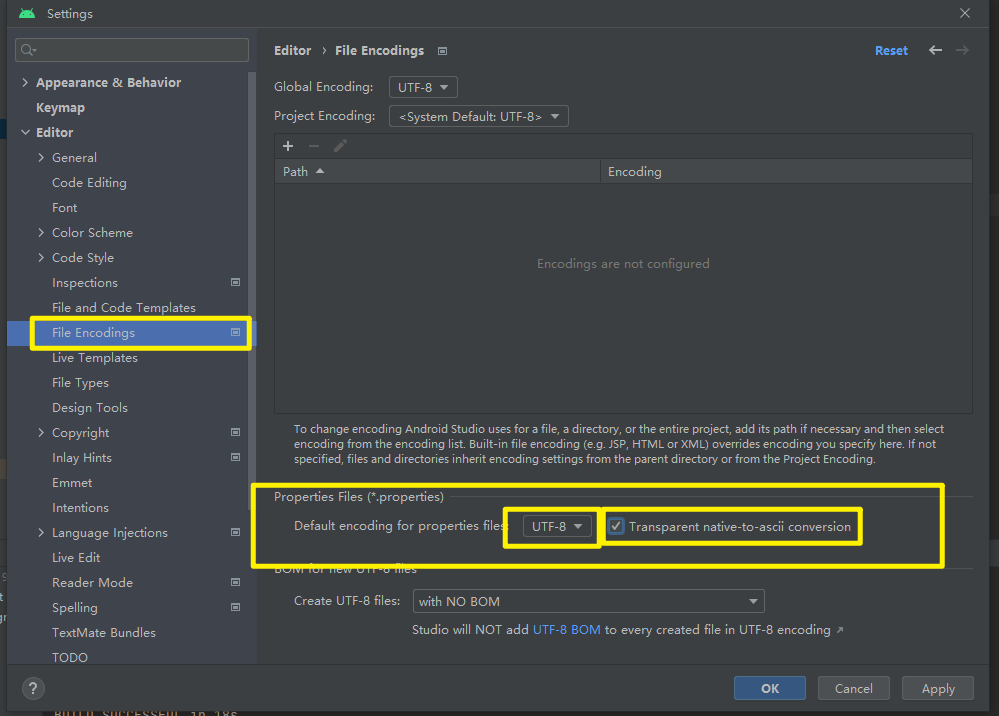 Settings
Editor › File Encodings
Reset
Appearance & Behavior
Keymap
Editor
General
Code Editing
Font
Color Scheme
Code Style
Inspections
File and Code Templates
File Encodings
Live Templates
File Types
Design Tools
Copyright
Inlay Hints
Emmet
Intentions
Language Injections
Live Edit
Reader Mode
Spelling
TextMate Bundles
TODO
Global Encoding: UTF-8
Project Encoding: <System Default: UTF-8>
Path Encoding
Encodings are not configured
To change encoding Android Studio uses for a file, a directory, or the entire project, add its path if necessary and then select
encoding from the encoding list. Built-in file encoding (e.g. JSP, HTML or XML) overrides encoding you specify here. If not
specified, files and directories inherit encoding settings from the parent directory or from the Project Encoding.
Properties Files (*.properties)
Default encoding for properties files: UTF-8 Transparent native-to-ascii conversion
BOM for new UTF-8 files
Create UTF-8 files: with NO BOM
Studio will NOT add UTF-8 BOM to every created file in UTF-8 encoding ↗
?
OK Cancel Apply
BUILD SUCCESSFUL in 18s